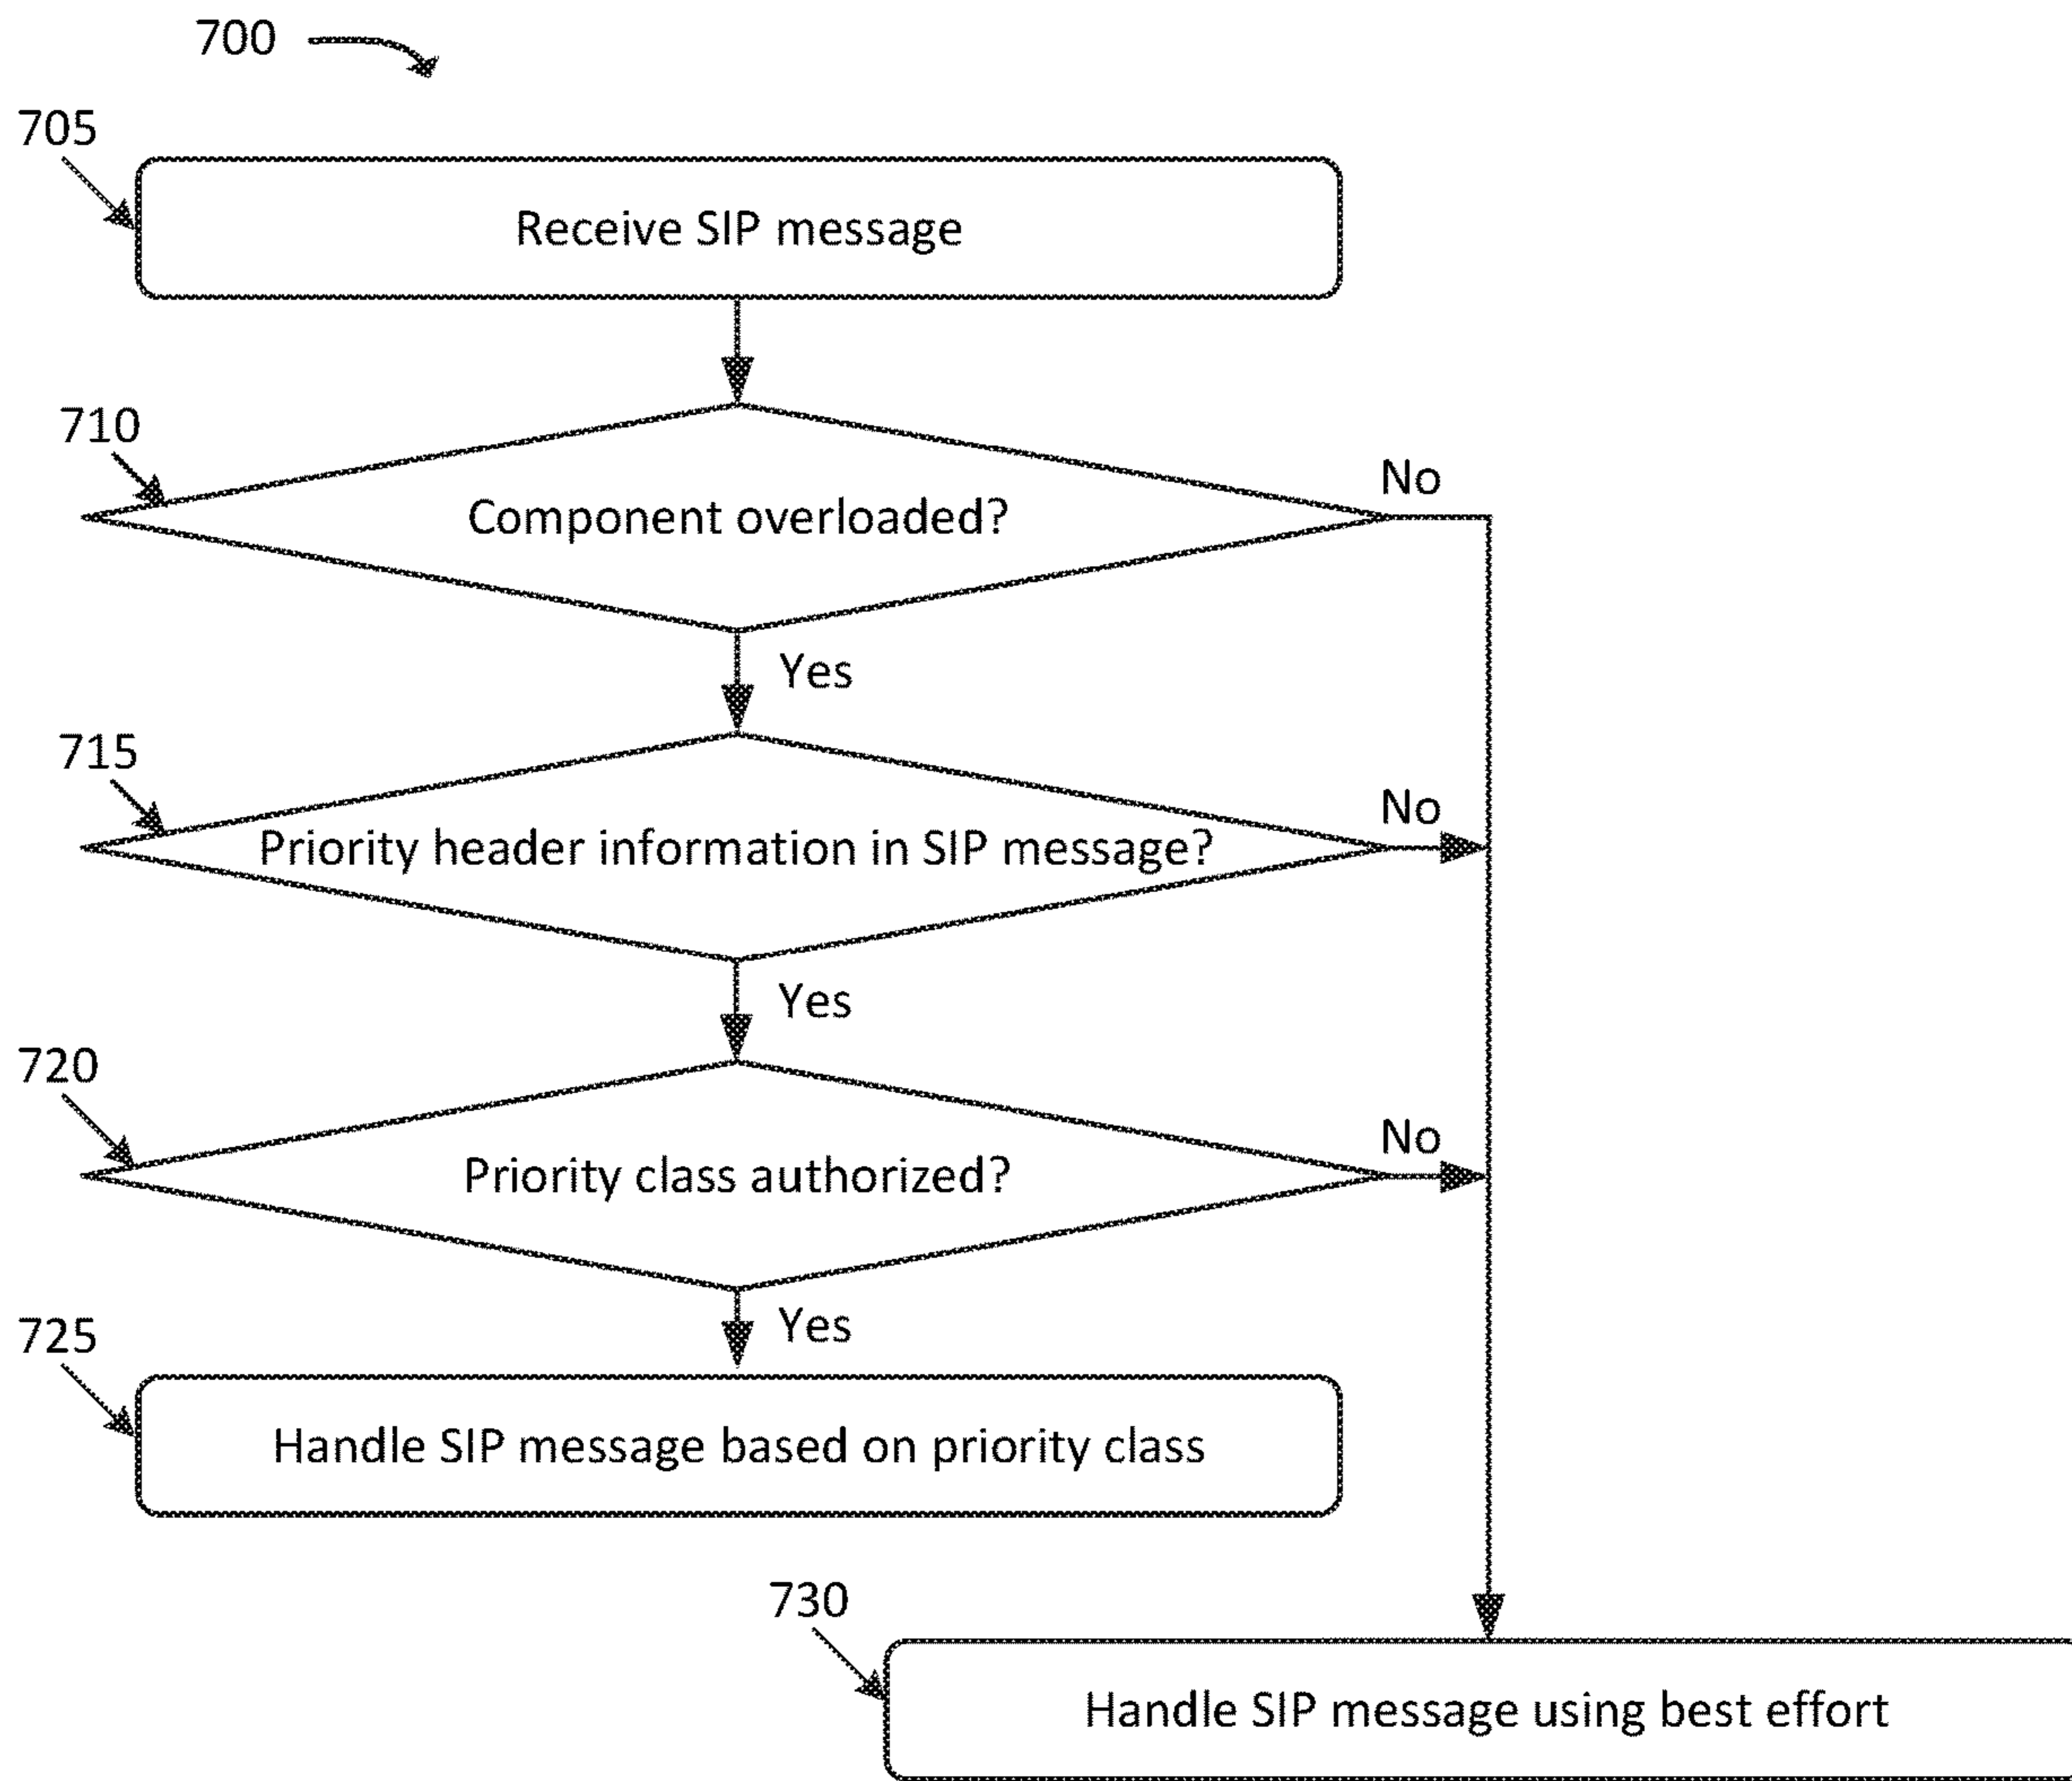 700
705
Receive SIP message
710
No
Component overloaded?
Yes
715
No
Priority header information in SIP message?
Yes
720
No
Priority class authorized?
Yes
725
Handle SIP message based on priority class
730
Handle SIP message using best effort